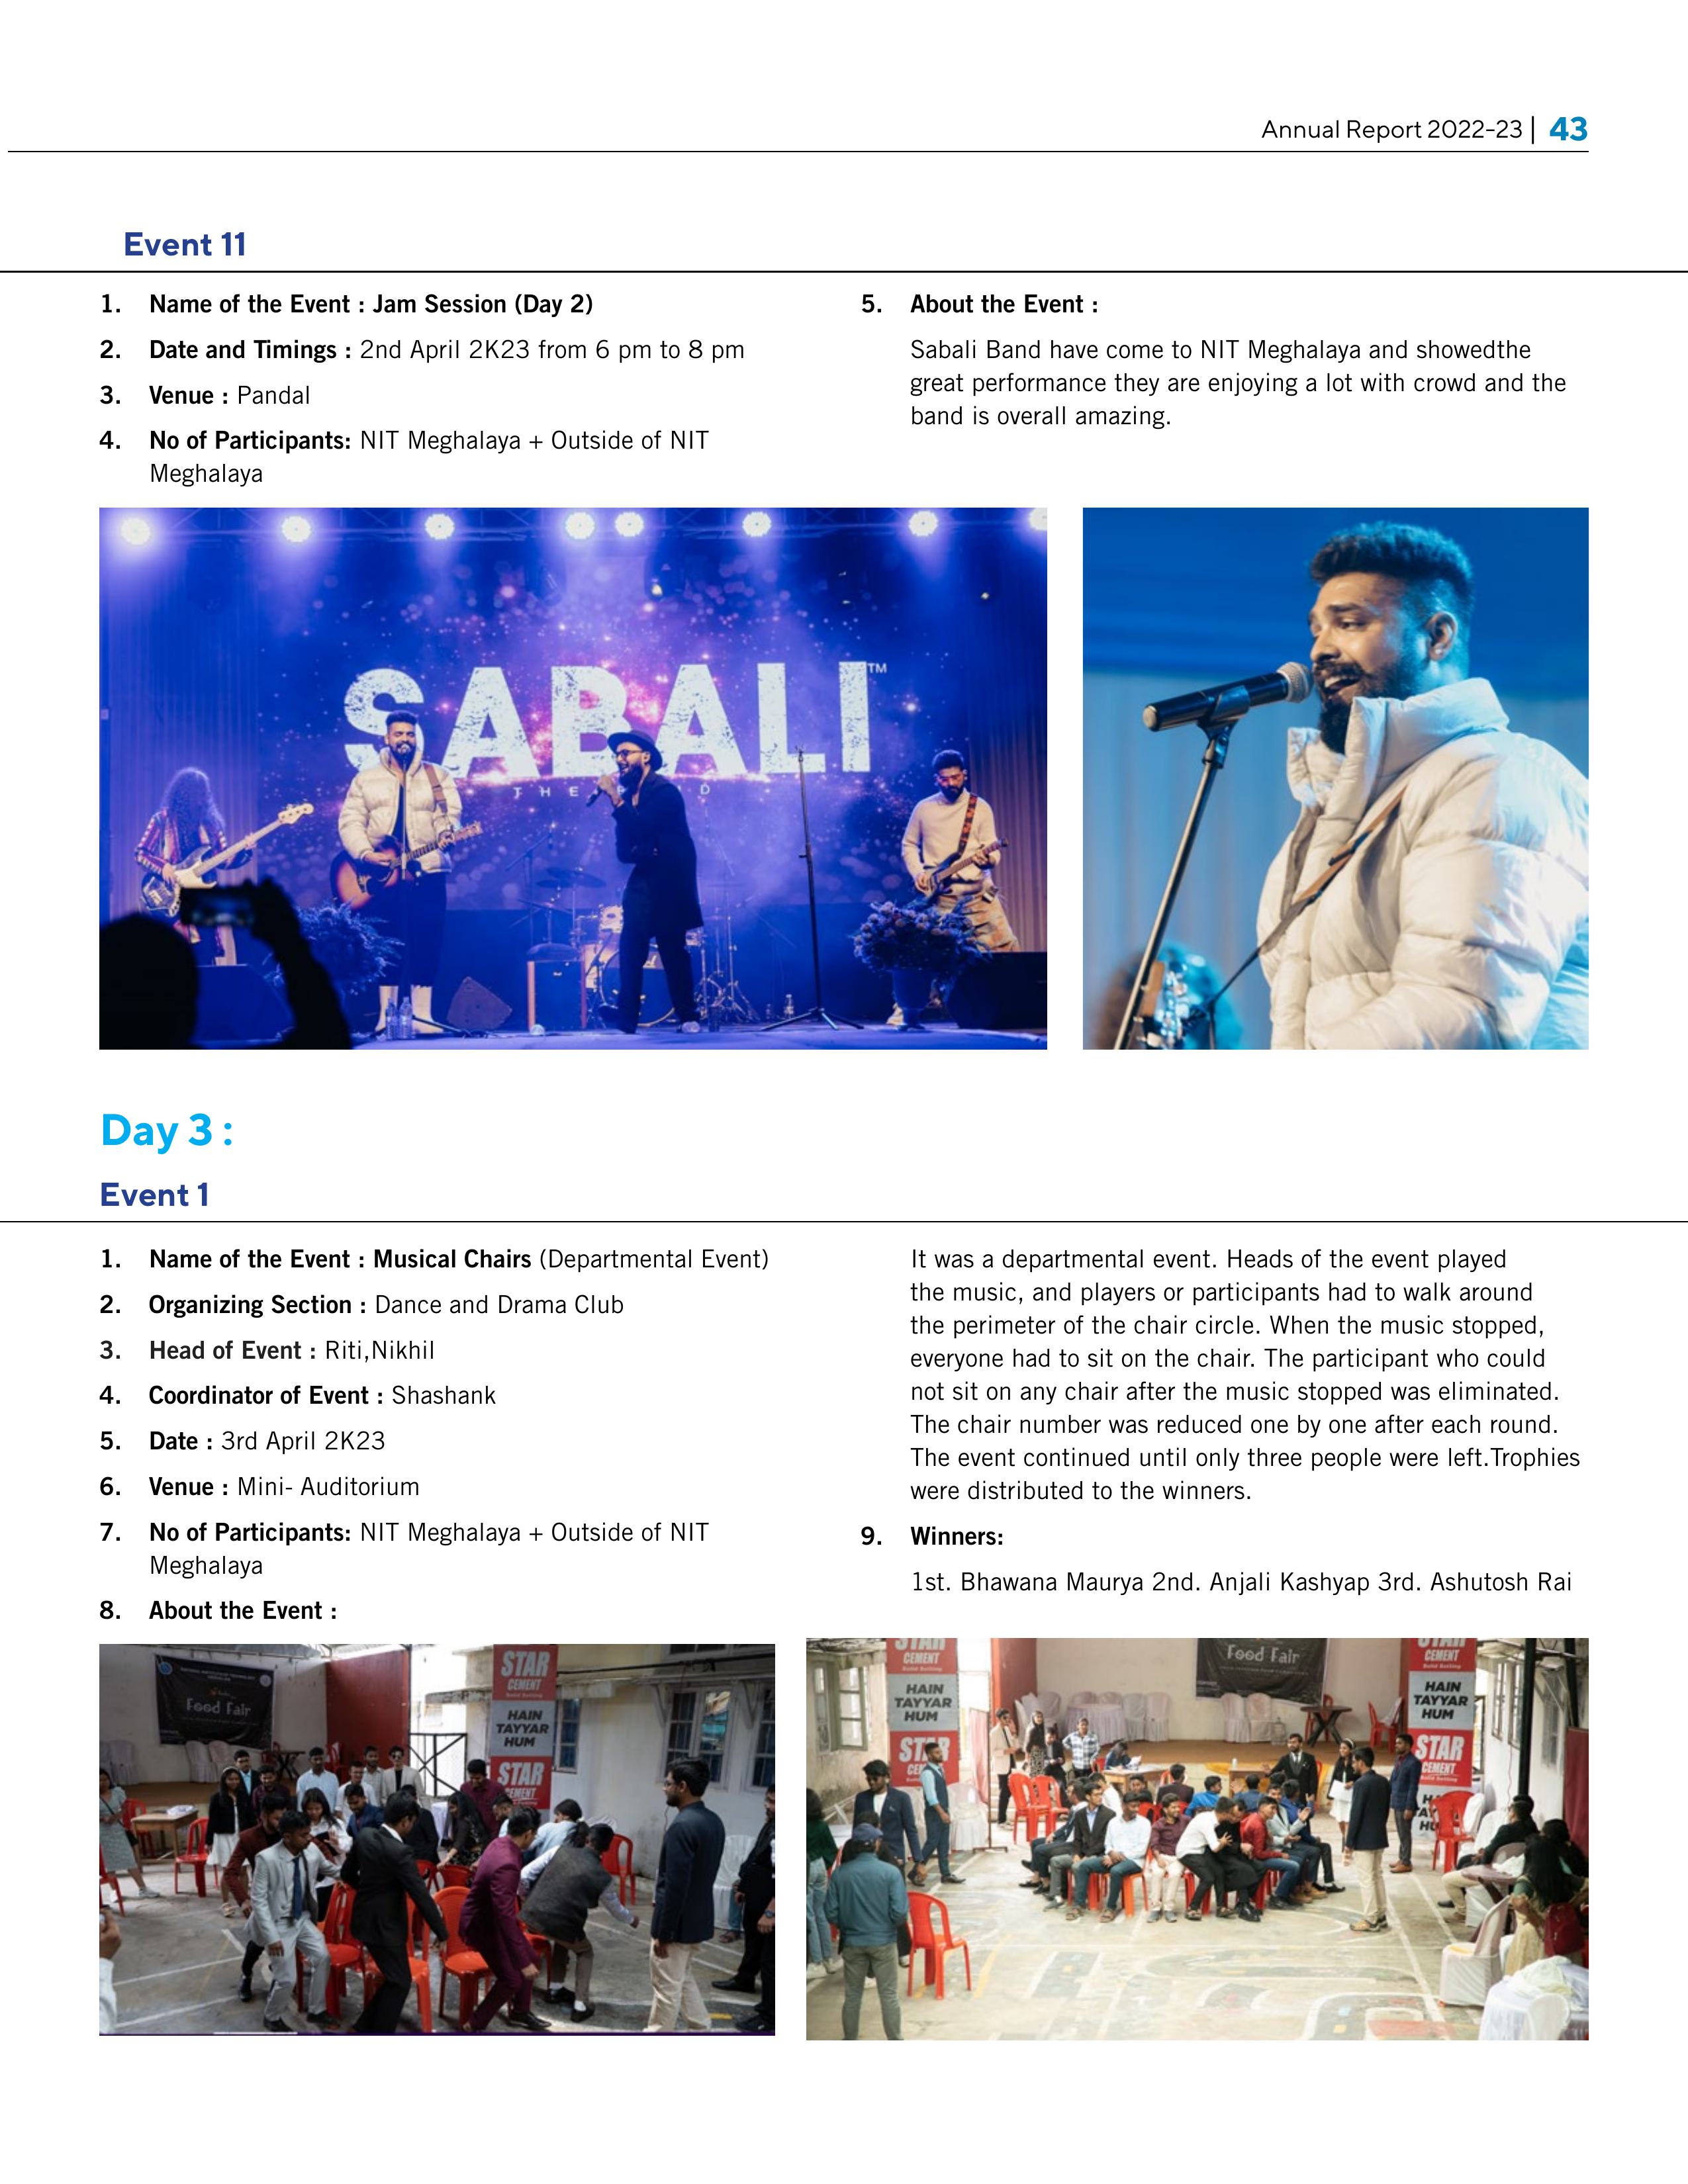 Annual Report 2022-23 | 43
Event 11
1. Name of the Event : Jam Session (Day 2)
2. Date and Timings : 2nd April 2K23 from 6 pm to 8 pm
3. Venue : Pandal
4. No of Participants: NIT Meghalaya + Outside of NIT
Meghalaya
5. About the Event :
Sabali Band have come to NIT Meghalaya and showedthe
great performance they are enjoying a lot with crowd and the
band is overall amazing.
SABALI™
THE
Day 3 :
Event 1
1. Name of the Event : Musical Chairs (Departmental Event)
2. Organizing Section : Dance and Drama Club
3. Head of Event : Riti,Nikhil
4. Coordinator of Event : Shashank
5. Date : 3rd April 2K23
6. Venue : Mini- Auditorium
7. No of Participants: NIT Meghalaya + Outside of NIT
Meghalaya
8. About the Event :
It was a departmental event. Heads of the event played
the music, and players or participants had to walk around
the perimeter of the chair circle. When the music stopped,
everyone had to sit on the chair. The participant who could
not sit on any chair after the music stopped was eliminated.
The chair number was reduced one by one after each round.
The event continued until only three people were left.Trophies
were distributed to the winners.
9. Winners:
1st. Bhawana Maurya 2nd. Anjali Kashyap 3rd. Ashutosh Rai
Food Fair
STAR
CEMENT
HAIN
TAYYAR
HUM
STAR
CEMENT
STAR
CEMENT
HAIN
TAYYAR
HUM
STAR
Food Fair
STAR
CEMENT
HAIN
TAYYAR
HUM
STAR
CEMENT